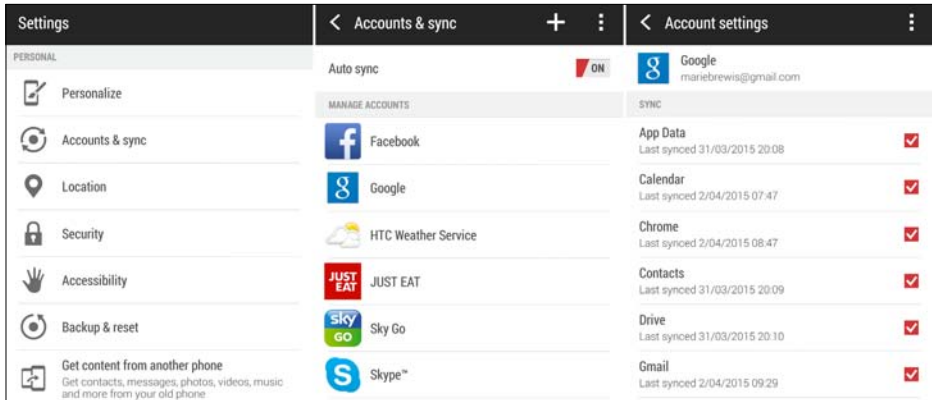 Settings
PERSONAL
Personalize
Accounts & sync
Location
Security
Accessibility
Backup & reset
Get content from another phone
Get contacts, messages, photos, videos, music
and more from your old phone
Accounts & sync
Auto sync
ON
MANAGE ACCOUNTS
f
Facebook
g
Google
HTC Weather Service
JUST
EAT
JUST EAT
sky
GO
Sky Go
S
Skype™
Account settings
g
Google
mariebrewis@gmail.com
SYNC
App Data
Last synced 31/03/2015 20:08
Calendar
Last synced 2/04/2015 07:47
Chrome
Last synced 2/04/2015 08:47
Contacts
Last synced 31/03/2015 20:09
Drive
Last synced 31/03/2015 20:10
Gmail
Last synced 2/04/2015 09:29